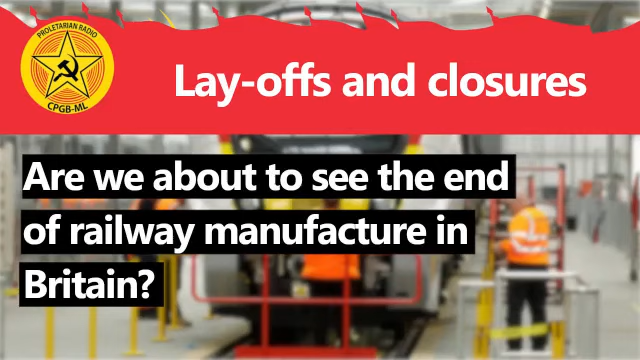 PROLETARIAN RADIO
CPGB-ML
Lay-offs and closures
Are we about to see the end
of railway manufacture in
Britain?